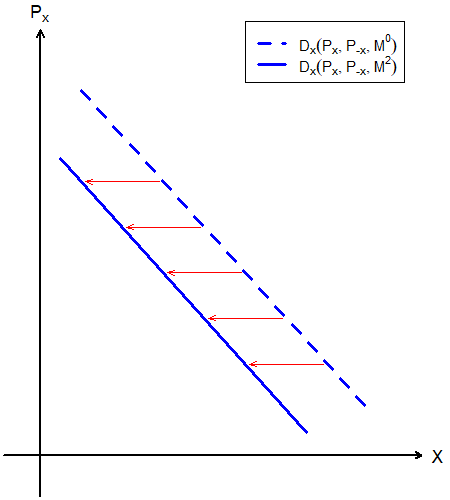 Px
Dx(Px, P-x, M0)
Dx(Px, P-x, M2)
X